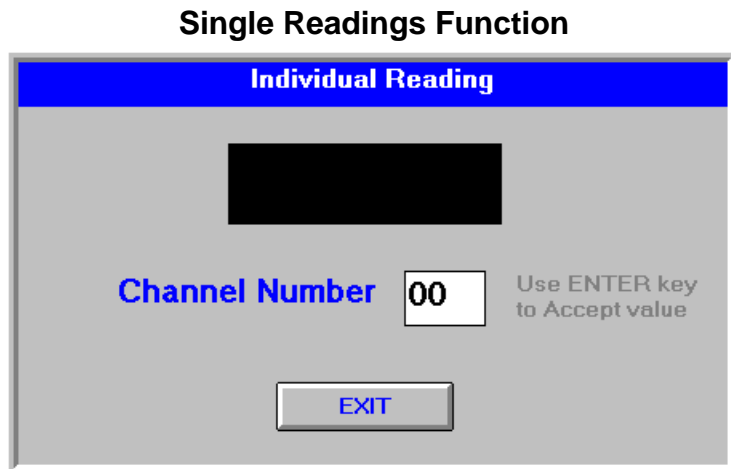 Single Readings Function
Individual Reading
Channel Number 00
Use ENTER key
to Accept value
EXIT